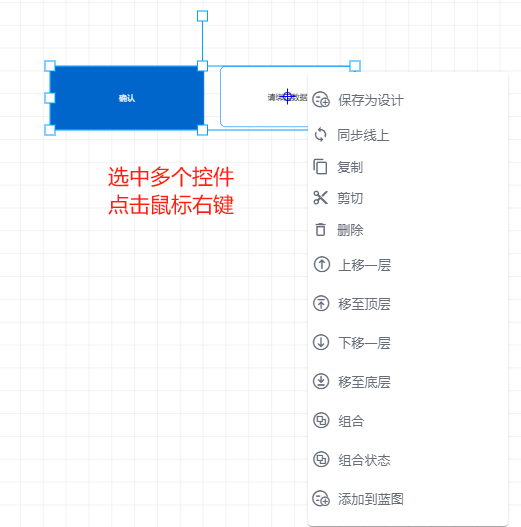 确认
数据
选中多个控件
点击鼠标右键
保存为设计
同步线上
复制
剪切
删除
上移一层
移至顶层
下移一层
移至底层
组合
组合状态
添加到蓝图